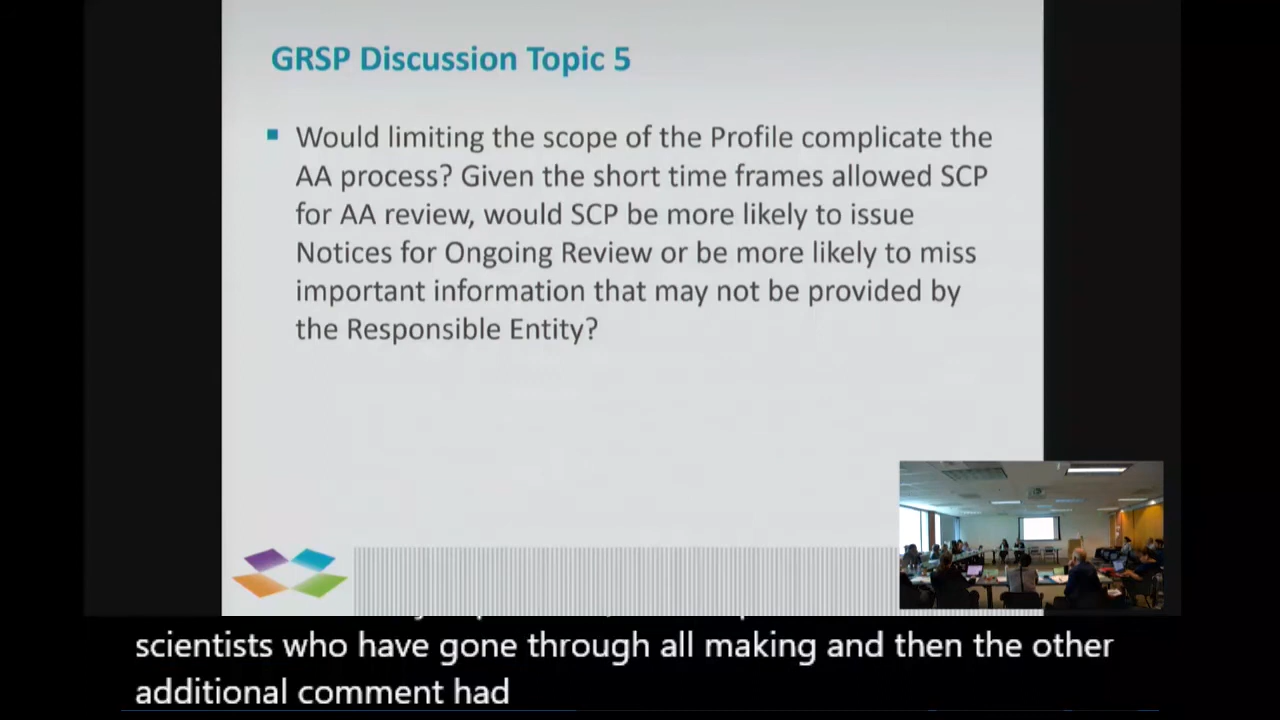 GRSP Discussion Topic 5
Would limiting the scope of the Profile complicate the
AA process? Given the short time frames allowed SCP
for AA review, would SCP be more likely to issue
Notices for Ongoing Review or be more likely to miss
important information that may not be provided by
the Responsible Entity?
scientists who have gone through all making and then the other
additional comment had